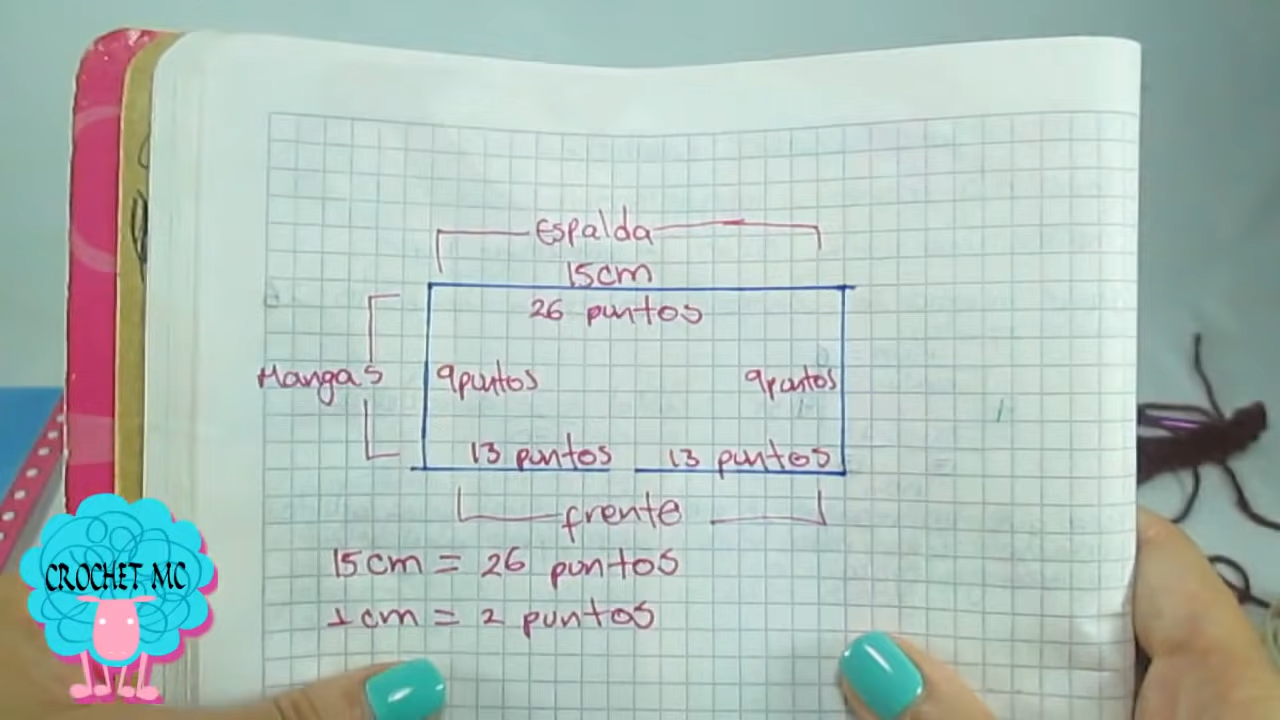 Espalda
15cm
26 puntos
Mangas
9puntos 9puntos
13 puntos 13 puntos
frente
15cm = 26 puntos
1cm = 2 puntos
CROCHET MC